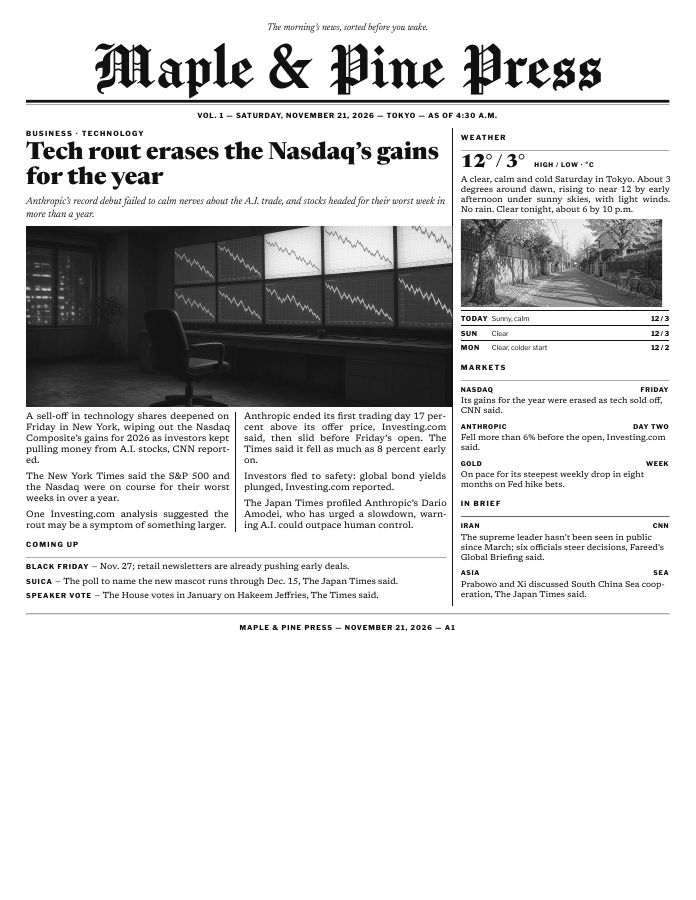 The morning's news, sorted before you wake.
Maple & Pine Press
VOL. 1 — SATURDAY, NOVEMBER 21, 2026 — TOKYO — AS OF 4:30 A.M.
BUSINESS · TECHNOLOGY
Tech rout erases the Nasdaq's gains
for the year
Anthropic's record debut failed to calm nerves about the A.I. trade, and stocks headed for their worst week in
more than a year.
A sell-off in technology shares deepened on
Friday in New York, wiping out the Nasdaq
Composite's gains for 2026 as investors kept
pulling money from A.I. stocks, CNN report-
ed.
The New York Times said the S&P 500 and
the Nasdaq were on course for their worst
weeks in over a year.
One Investing.com analysis suggested the
rout may be a symptom of something larger.
Anthropic ended its first trading day 17 per-
cent above its offer price, Investing.com
said, then slid before Friday's open. The
Times said it fell as much as 8 percent early
on.
Investors fled to safety: global bond yields
plunged, Investing.com reported.
The Japan Times profiled Anthropic's Dario
Amodei, who has urged a slowdown, warn-
ing A.I. could outpace human control.
COMING UP
BLACK FRIDAY — Nov. 27; retail newsletters are already pushing early deals.
SUICA — The poll to name the new mascot runs through Dec. 15, The Japan Times said.
SPEAKER VOTE — The House votes in January on Hakeem Jeffries, The Times said.
WEATHER
12° / 3° HIGH / LOW · °C
A clear, calm and cold Saturday in Tokyo. About 3
degrees around dawn, rising to near 12 by early
afternoon under sunny skies, with light winds.
No rain. Clear tonight, about 6 by 10 p.m.
TODAY Sunny, calm 12 / 3
SUN Clear 12 / 3
MON Clear, colder start 12 / 2
MARKETS
NASDAQ FRIDAY
Its gains for the year were erased as tech sold off,
CNN said.
ANTHROPIC DAY TWO
Fell more than 6% before the open, Investing.com
said.
GOLD WEEK
On pace for its steepest weekly drop in eight
months on Fed hike bets.
IN BRIEF
IRAN CNN
The supreme leader hasn't been seen in public
since March; six officials steer decisions, Fareed's
Global Briefing said.
ASIA SEA
Prabowo and Xi discussed South China Sea coop-
eration, The Japan Times said.
MAPLE & PINE PRESS — NOVEMBER 21, 2026 — A1